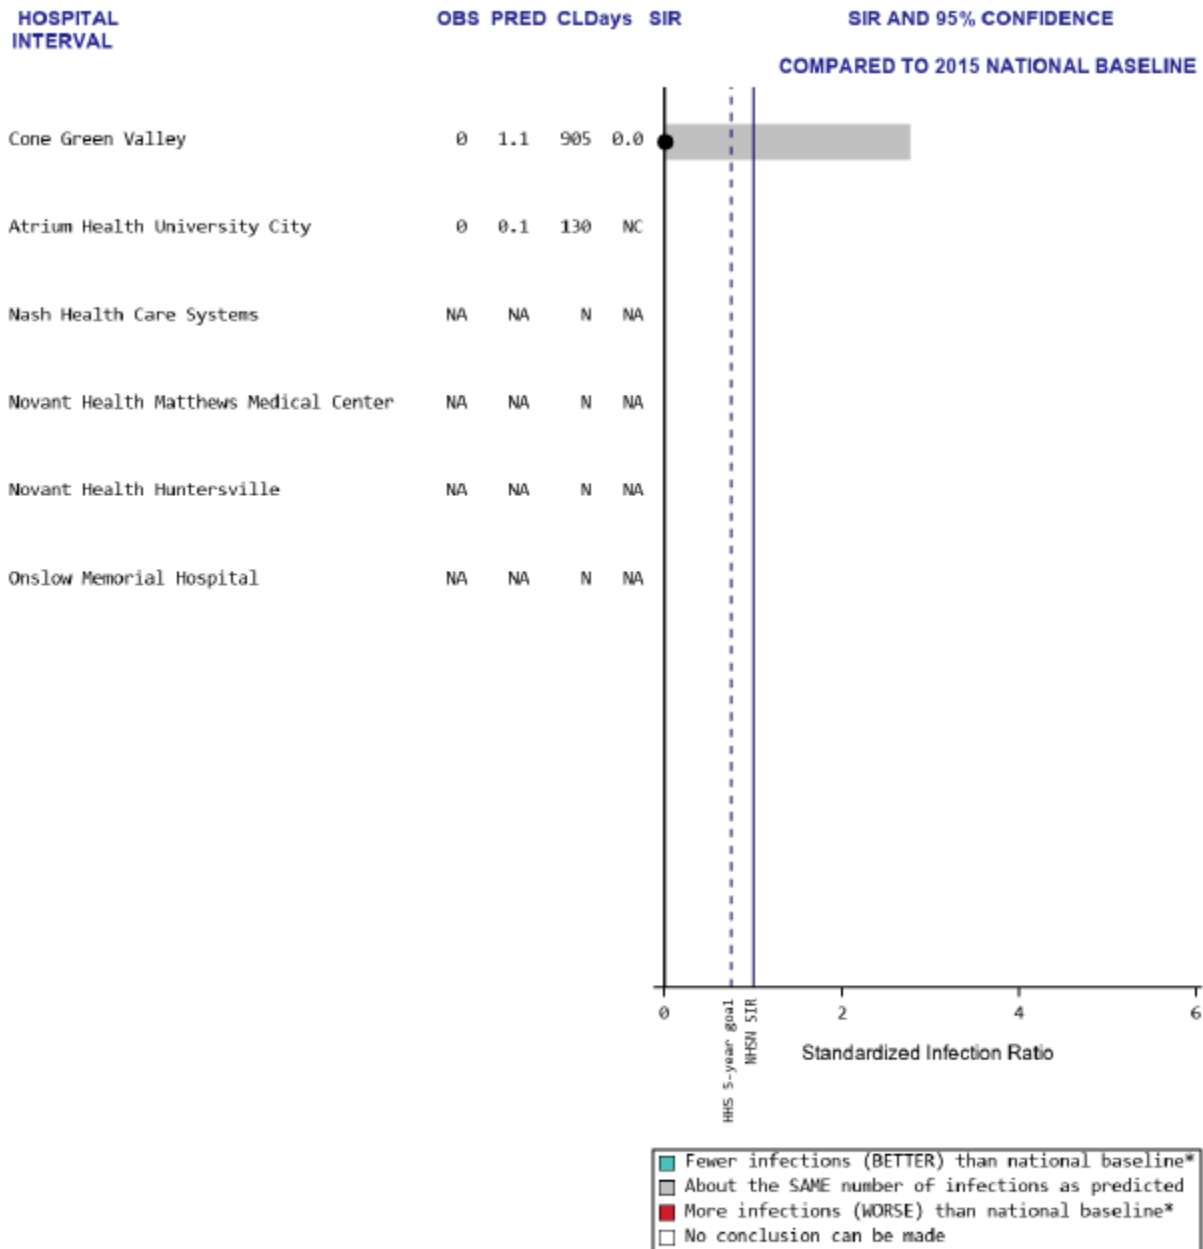 HOSPITAL OBS PRED CLDays SIR SIR AND 95% CONFIDENCE
INTERVAL
COMPARED TO 2015 NATIONAL BASELINE
Cone Green Valley 0 1.1 905 0.0
Atrium Health University City 0 0.1 130 NC
Nash Health Care Systems NA NA N NA
Novant Health Matthews Medical Center NA NA N NA
Novant Health Huntersville NA NA N NA
Onslow Memorial Hospital NA NA N NA
0 2 4 6
HHS 5-year goal
NHSN SIR
Standardized Infection Ratio
Fewer infections (BETTER) than national baseline*
About the SAME number of infections as predicted
More infections (WORSE) than national baseline*
No conclusion can be made